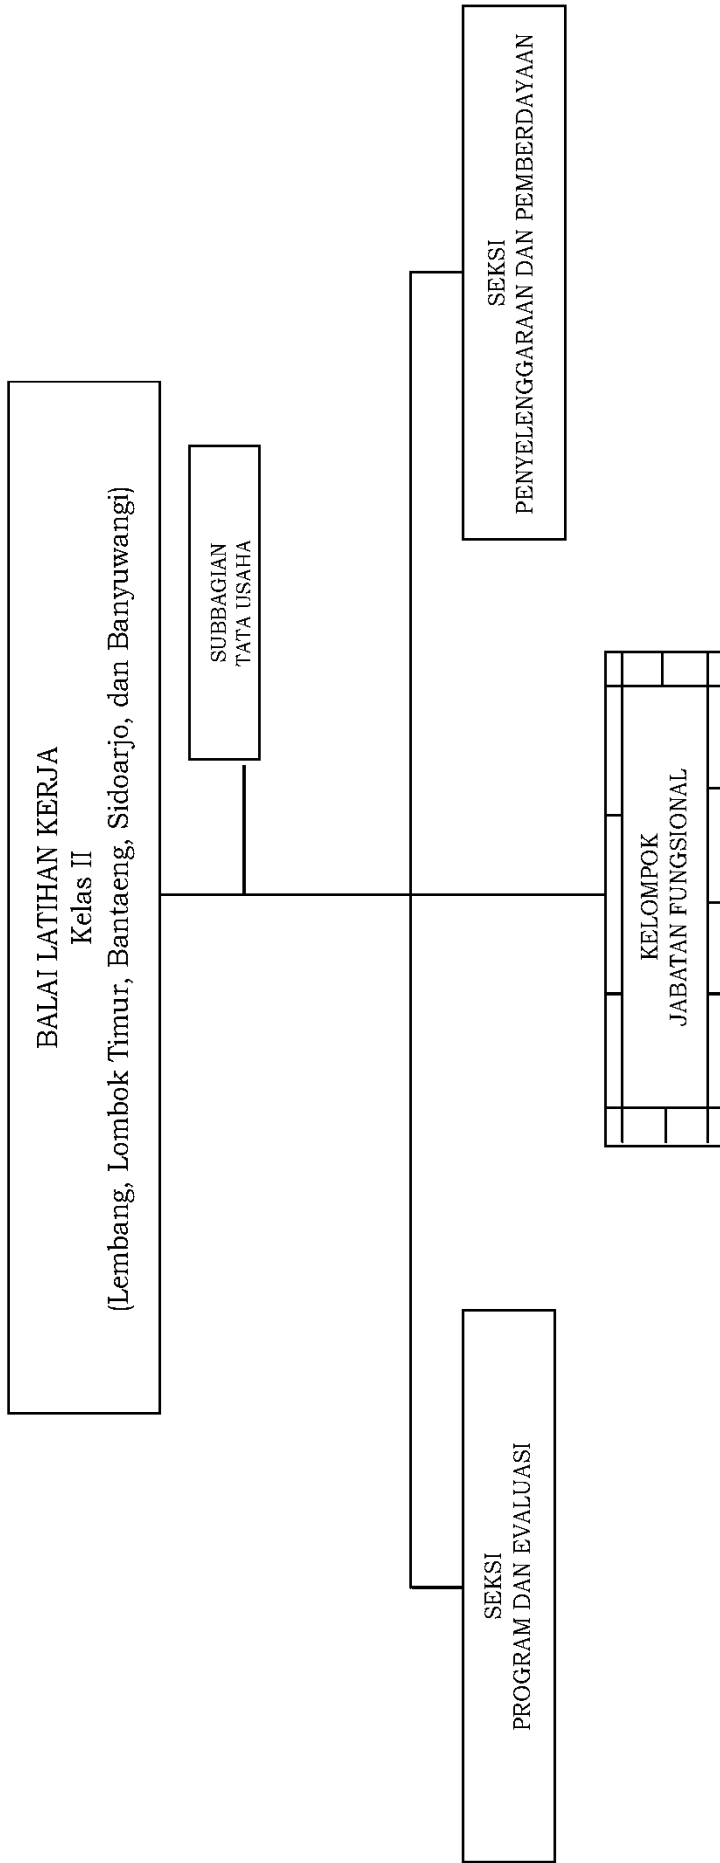 BALAI LATIHAN KERJA
Kelas II
(Lembang, Lombok Timur, Bantaeng, Sidoarjo, dan Banyuwangi)
SUBBAGIAN
TATA USAHA
SEKSI
PROGRAM DAN EVALUASI
SEKSI
PENYELENGGARAAN DAN PEMBERDAYAAN
KELOMPOK
JABATAN FUNGSIONAL